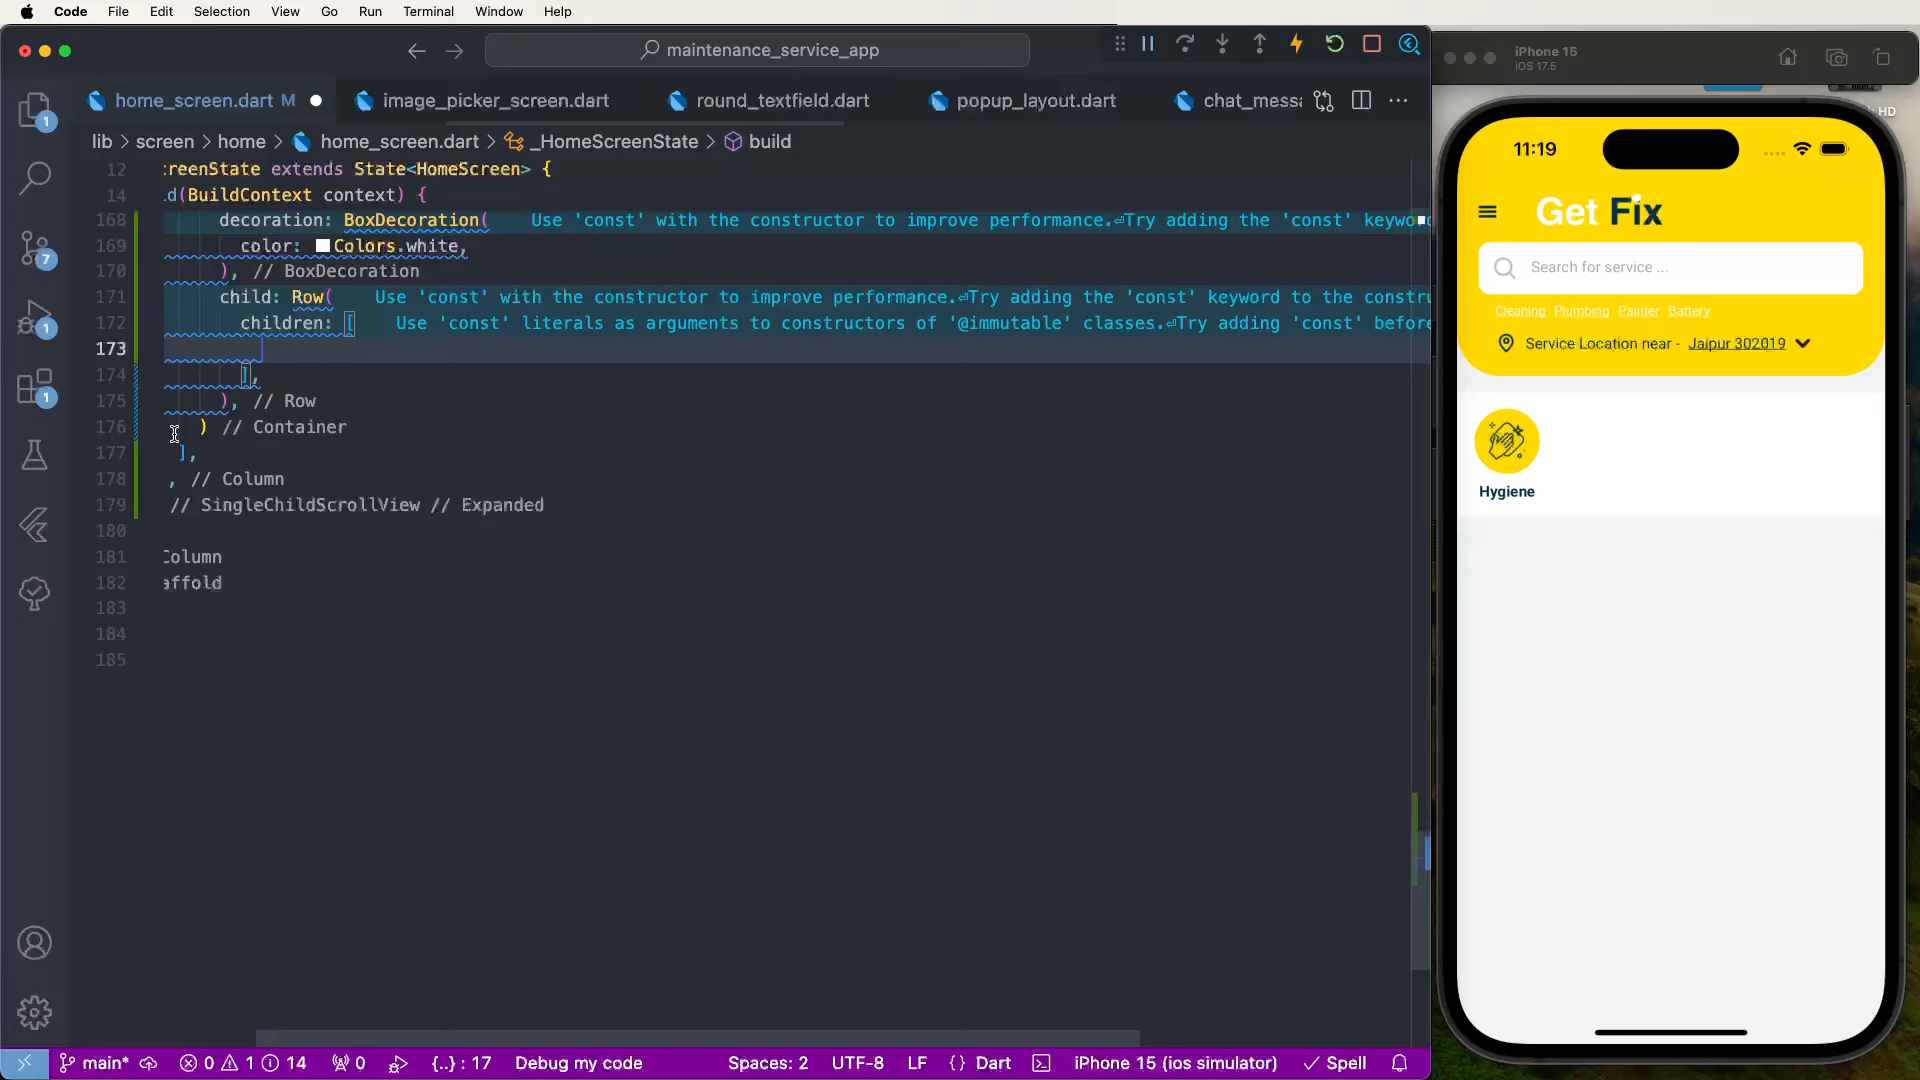 Code File Edit Selection View Go Run Terminal Window Help
maintenance_service_app
home_screen.dart M
image_picker_screen.dart
round_textfield.dart
popup_layout.dart
chat_messa
lib > screen > home > home_screen.dart > _HomeScreenState > build
12 reenState extends State<HomeScreen> {
14 d(BuildContext context) {
168 decoration: BoxDecoration( Use 'const' with the constructor to improve performance.⏎Try adding the 'const' keywo
169 color: Colors.white,
170 ), // BoxDecoration
171 child: Row( Use 'const' with the constructor to improve performance.⏎Try adding the 'const' keyword to the constru
172 children: [ Use 'const' literals as arguments to constructors of '@immutable' classes.⏎Try adding 'const' before
173
174 ],
175 ), // Row
176 ) // Container
177 ],
178 , // Column
179 // SingleChildScrollView // Expanded
180
181 Column
182 affold
183
184
185
1
7
1
1
main* 0 1 14 0 {..} : 17 Debug my code Spaces: 2 UTF-8 LF {} Dart iPhone 15 (ios simulator) Spell
iPhone 15
iOS 17.5
HD
11:19
Get Fix
Search for service ...
Cleaning Plumbing Painter Battery
Service Location near - Jaipur 302019
Hygiene